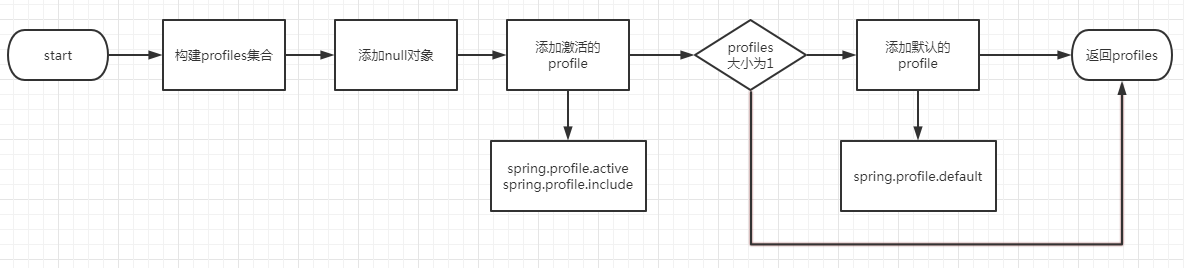 start
构建profiles集合
添加null对象
添加激活的
profile
profiles
大小为1
添加默认的
profile
返回profiles
spring.profile.active
spring.profile.include
spring.profile.default